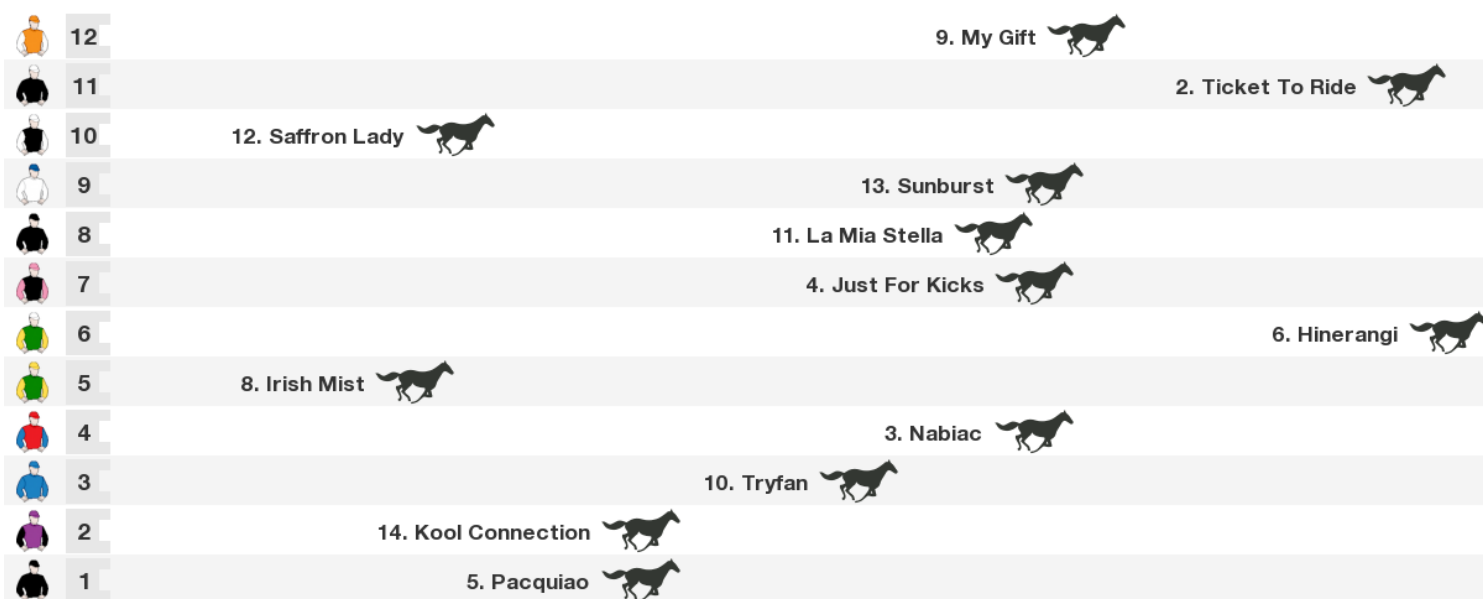 12 9. My Gift
11 2. Ticket To Ride
10 12. Saffron Lady
9 13. Sunburst
8 11. La Mia Stella
7 4. Just For Kicks
6 6. Hinerangi
5 8. Irish Mist
4 3. Nabiac
3 10. Tryfan
2 14. Kool Connection
1 5. Pacquiao